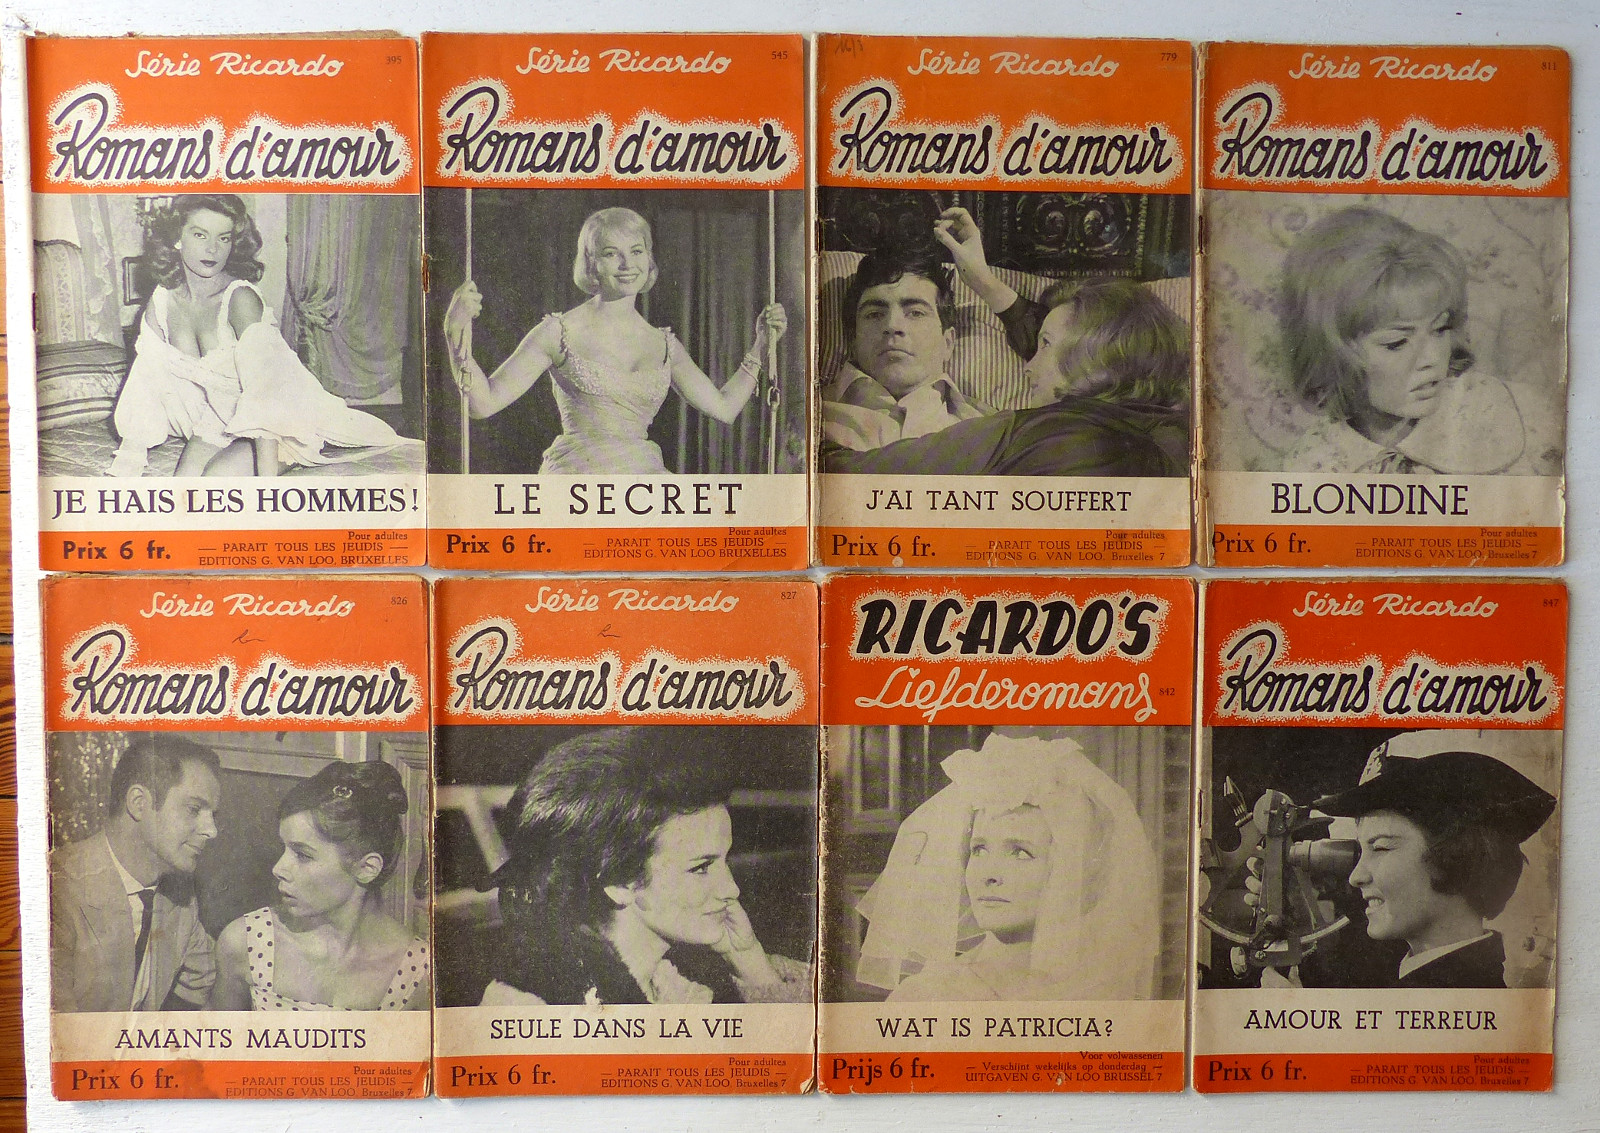 Série Ricardo
395
Romans d'amour
JE HAIS LES HOMMES!
Pour adultes
Prix 6 fr.
— PARAIT TOUS LES JEUDIS —
EDITIONS G. VAN LOO, BRUXELLES
Série Ricardo
545
Romans d'amour
LE SECRET
Pour adultes
Prix 6 fr.
— PARAIT TOUS LES JEUDIS —
EDITIONS G. VAN LOO BRUXELLES
Série Ricardo
779
Romans d'amour
J'AI TANT SOUFFERT
Pour adultes
Prix 6 fr.
— PARAIT TOUS LES JEUDIS —
EDITIONS G. VAN LOO, Bruxelles 7
Série Ricardo
811
Romans d'amour
BLONDINE
Pour adultes
Prix 6 fr.
— PARAIT TOUS LES JEUDIS —
EDITIONS G. VAN LOO, Bruxelles 7
Série Ricardo
826
Romans d'amour
AMANTS MAUDITS
Pour adultes
Prix 6 fr.
— PARAIT TOUS LES JEUDIS —
EDITIONS G. VAN LOO, Bruxelles 7
Série Ricardo
827
Romans d'amour
SEULE DANS LA VIE
Pour adultes
Prix 6 fr.
— PARAIT TOUS LES JEUDIS —
EDITIONS G. VAN LOO, Bruxelles 7
RICARDO'S
Liefderomans
842
WAT IS PATRICIA?
Voor volwassenen
Prijs 6 fr.
— Verschijnt wekelijks op donderdag —
UITGAVEN G. VAN LOO BRUSSEL 7
Série Ricardo
847
Romans d'amour
AMOUR ET TERREUR
Pour adultes
Prix 6 fr.
— PARAIT TOUS LES JEUDIS —
EDITIONS G. VAN LOO, Bruxelles 7